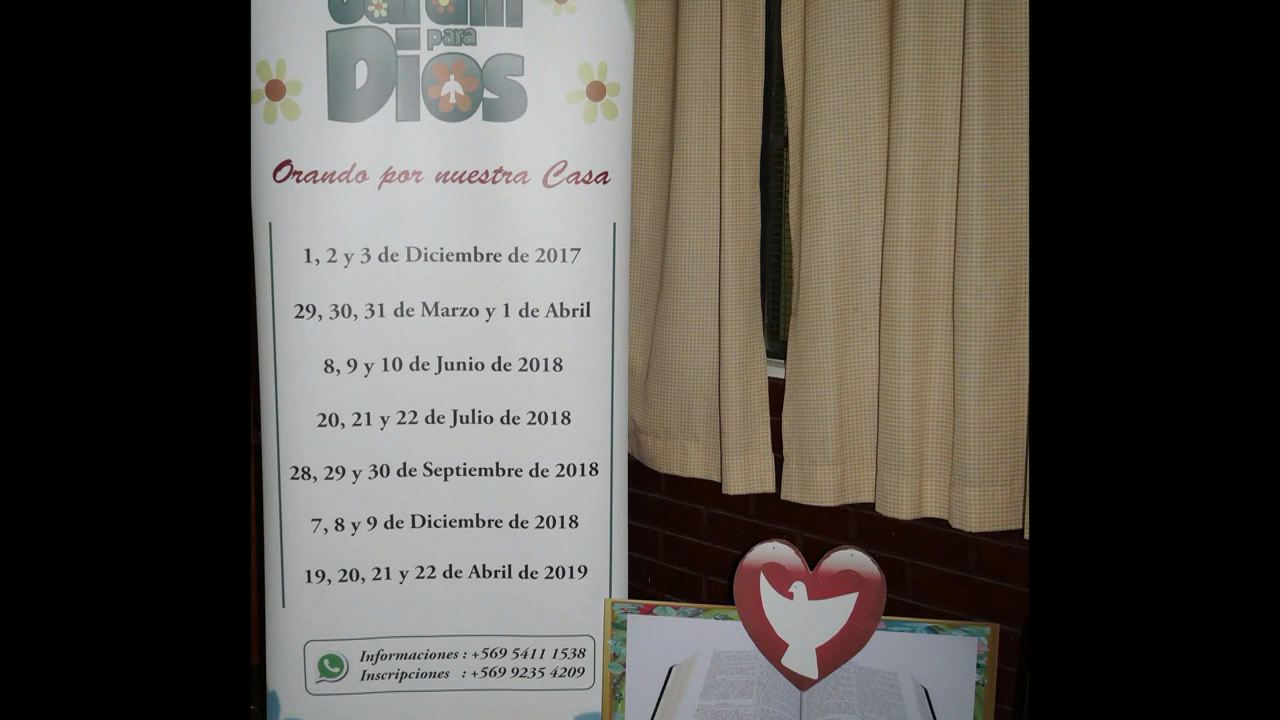 Jardín
para
Dios
Orando por nuestra Casa
1, 2 y 3 de Diciembre de 2017
29, 30, 31 de Marzo y 1 de Abril
8, 9 y 10 de Junio de 2018
20, 21 y 22 de Julio de 2018
28, 29 y 30 de Septiembre de 2018
7, 8 y 9 de Diciembre de 2018
19, 20, 21 y 22 de Abril de 2019
Informaciones : +569 5411 1538
Inscripciones : +569 9235 4209